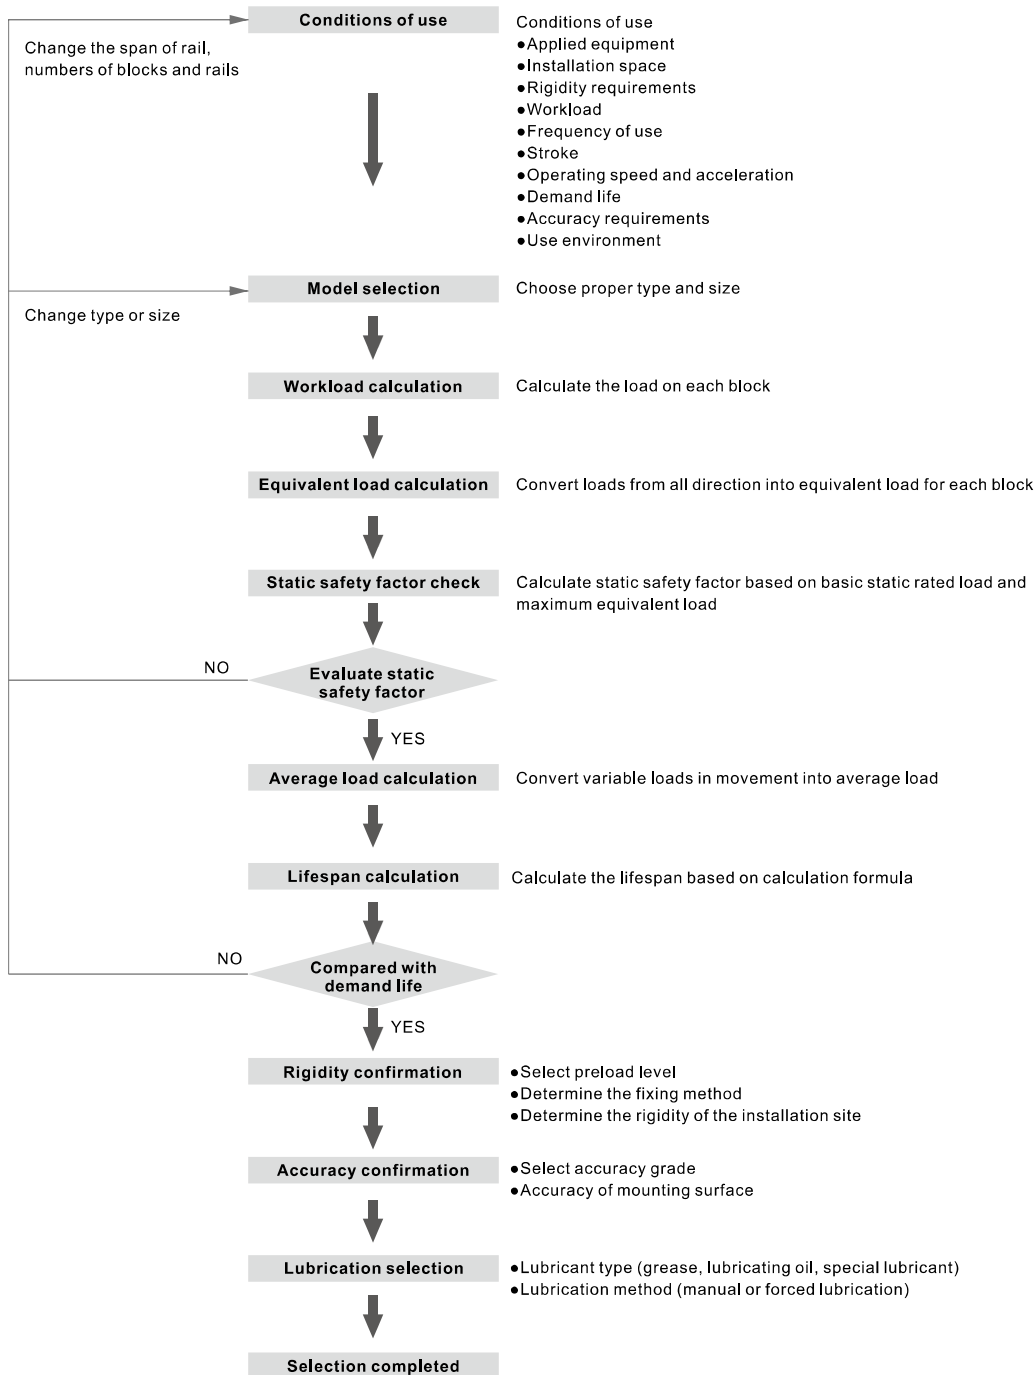 Conditions of use
Change the span of rail,
numbers of blocks and rails
Conditions of use
●Applied equipment
●Installation space
●Rigidity requirements
●Workload
●Frequency of use
●Stroke
●Operating speed and acceleration
●Demand life
●Accuracy requirements
●Use environment
Model selection
Choose proper type and size
Change type or size
Workload calculation
Calculate the load on each block
Equivalent load calculation
Convert loads from all direction into equivalent load for each block
Static safety factor check
Calculate static safety factor based on basic static rated load and
maximum equivalent load
NO
Evaluate static
safety factor
YES
Average load calculation
Convert variable loads in movement into average load
Lifespan calculation
Calculate the lifespan based on calculation formula
NO
Compared with
demand life
YES
Rigidity confirmation
●Select preload level
●Determine the fixing method
●Determine the rigidity of the installation site
Accuracy confirmation
●Select accuracy grade
●Accuracy of mounting surface
Lubrication selection
●Lubricant type (grease, lubricating oil, special lubricant)
●Lubrication method (manual or forced lubrication)
Selection completed